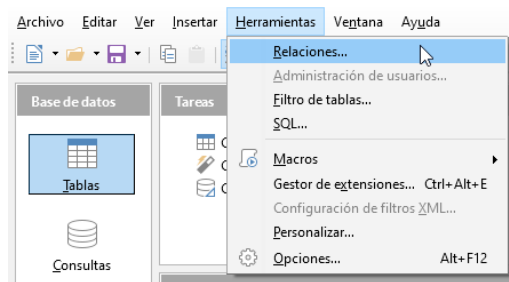 Archivo Editar Ver Insertar Herramientas Ventana Ayuda
Relaciones...
Administración de usuarios...
Base de datos Tareas
Filtro de tablas...
SQL...
Macros
Tablas
Gestor de extensiones... Ctrl+Alt+E
Configuración de filtros XML...
Personalizar...
Consultas
Opciones... Alt+F12